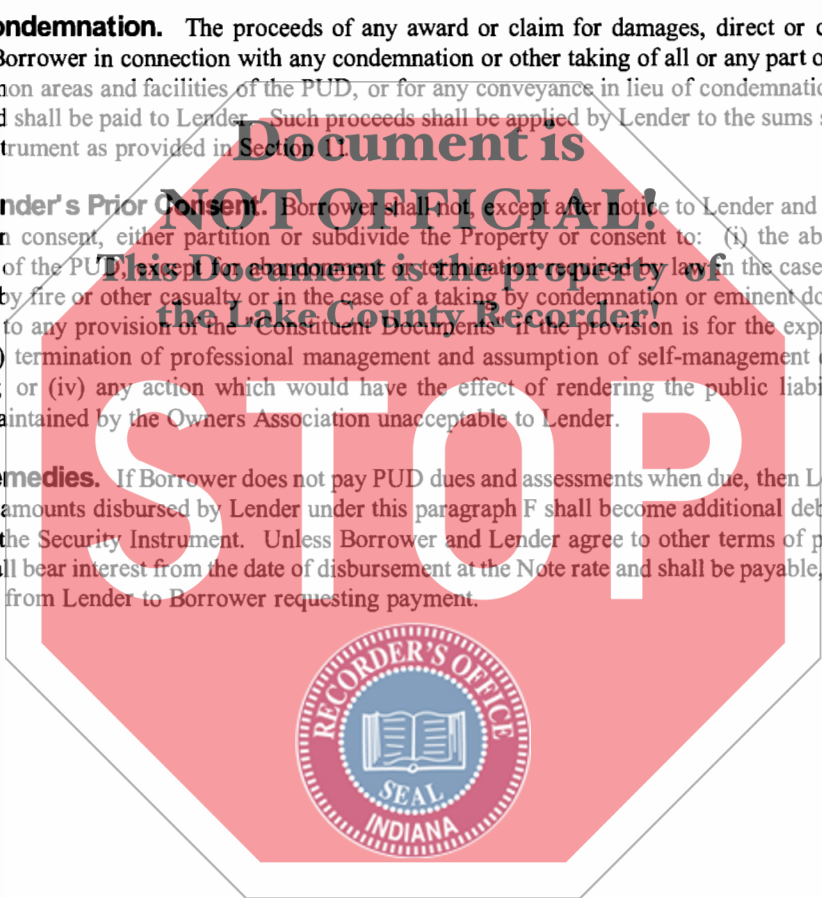 ondemnation. The proceeds of any award or claim for damages, direct or c
Borrower in connection with any condemnation or other taking of all or any part o
non areas and facilities of the PUD, or for any conveyance in lieu of condemnatio
d shall be paid to Lender. Such proceeds shall be applied by Lender to the sums s
trument as provided in Section 11.
Document is
NOT OFFICIAL!
This Document is the property of
the Lake County Recorder!
nder's Prior Consent. Borrower shall not, except after notice to Lender and
n consent, either partition or subdivide the Property or consent to: (i) the ab
of the PUD, except for abandonment or termination required by law in the case
by fire or other casualty or in the case of a taking by condemnation or eminent do
to any provision of the "Constituent Documents" if the provision is for the exp
) termination of professional management and assumption of self-management
; or (iv) any action which would have the effect of rendering the public liabi
aintained by the Owners Association unacceptable to Lender.
STOP
emedies. If Borrower does not pay PUD dues and assessments when due, then L
amounts disbursed by Lender under this paragraph F shall become additional deb
the Security Instrument. Unless Borrower and Lender agree to other terms of p
ll bear interest from the date of disbursement at the Note rate and shall be payable,
from Lender to Borrower requesting payment.
RECORDER'S OFFICE
SEAL
INDIANA